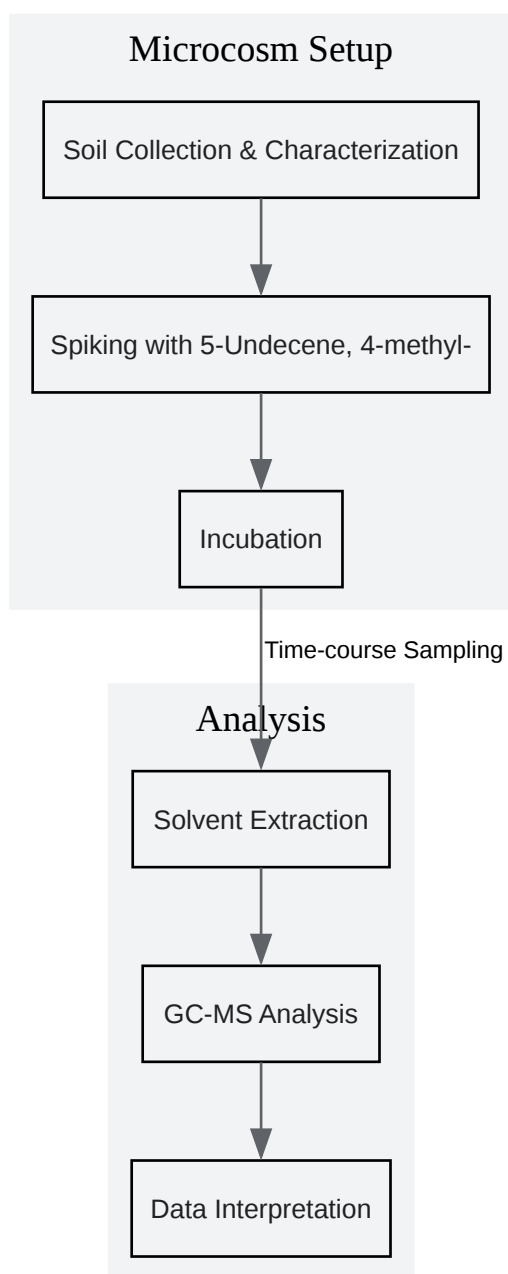 Microcosm Setup
Soil Collection & Characterization
Spiking with 5-Undecene, 4-methyl-
Incubation
Time-course Sampling
Analysis
Solvent Extraction
GC-MS Analysis
Data Interpretation